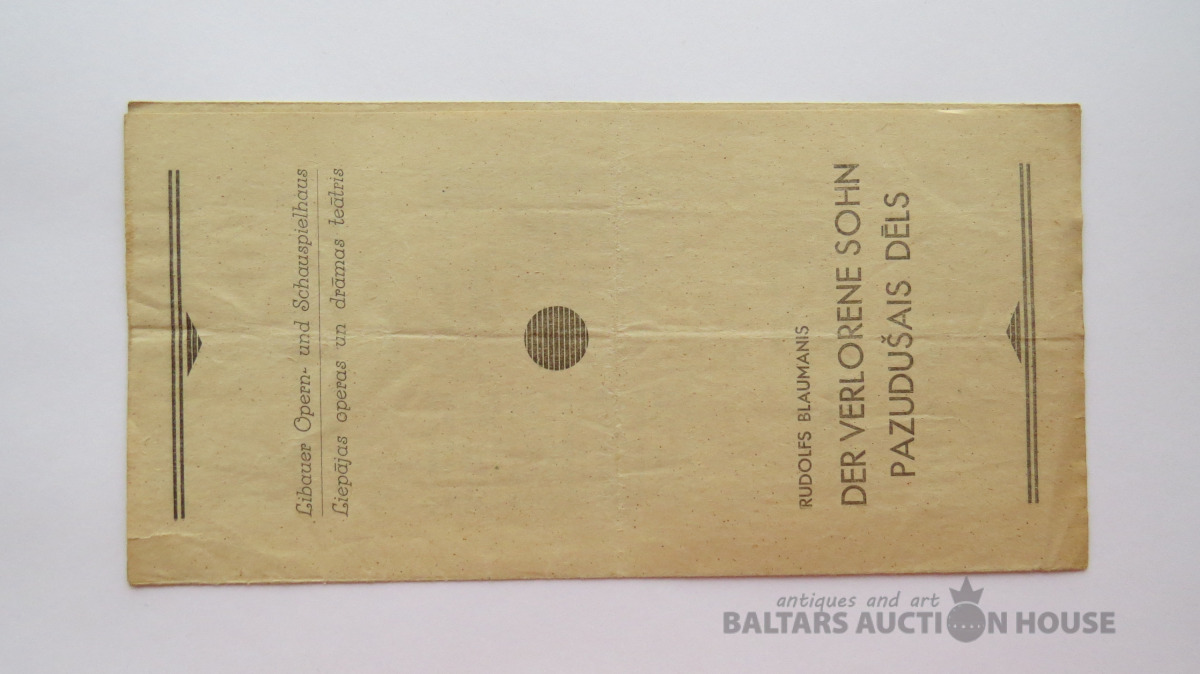 Libauer Opern- und Schauspielhaus
Liepājas operas un drāmas teātris
RUDOLFS BLAUMANIS
DER VERLORENE SOHN
PAZUDUŠAIS DĒLS
antiques and art
BALTARS AUCTION HOUSE